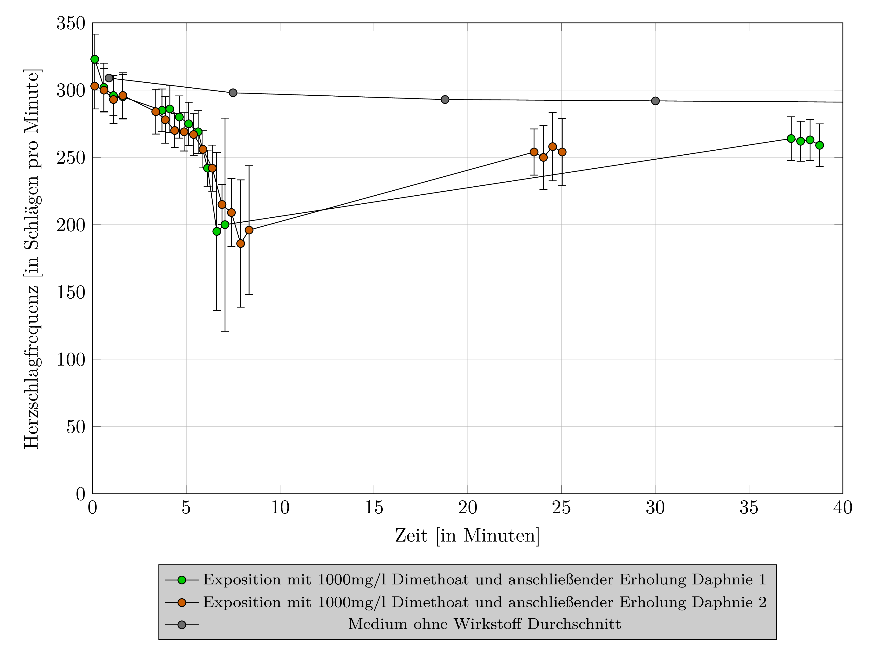 350
300
250
200
150
100
50
0
Herzschlagfrequenz [in Schlägen pro Minute]
0 5 10 15 20 25 30 35 40
Zeit [in Minuten]
Exposition mit 1000mg/l Dimethoat und anschließender Erholung Daphnie 1
Exposition mit 1000mg/l Dimethoat und anschließender Erholung Daphnie 2
Medium ohne Wirkstoff Durchschnitt